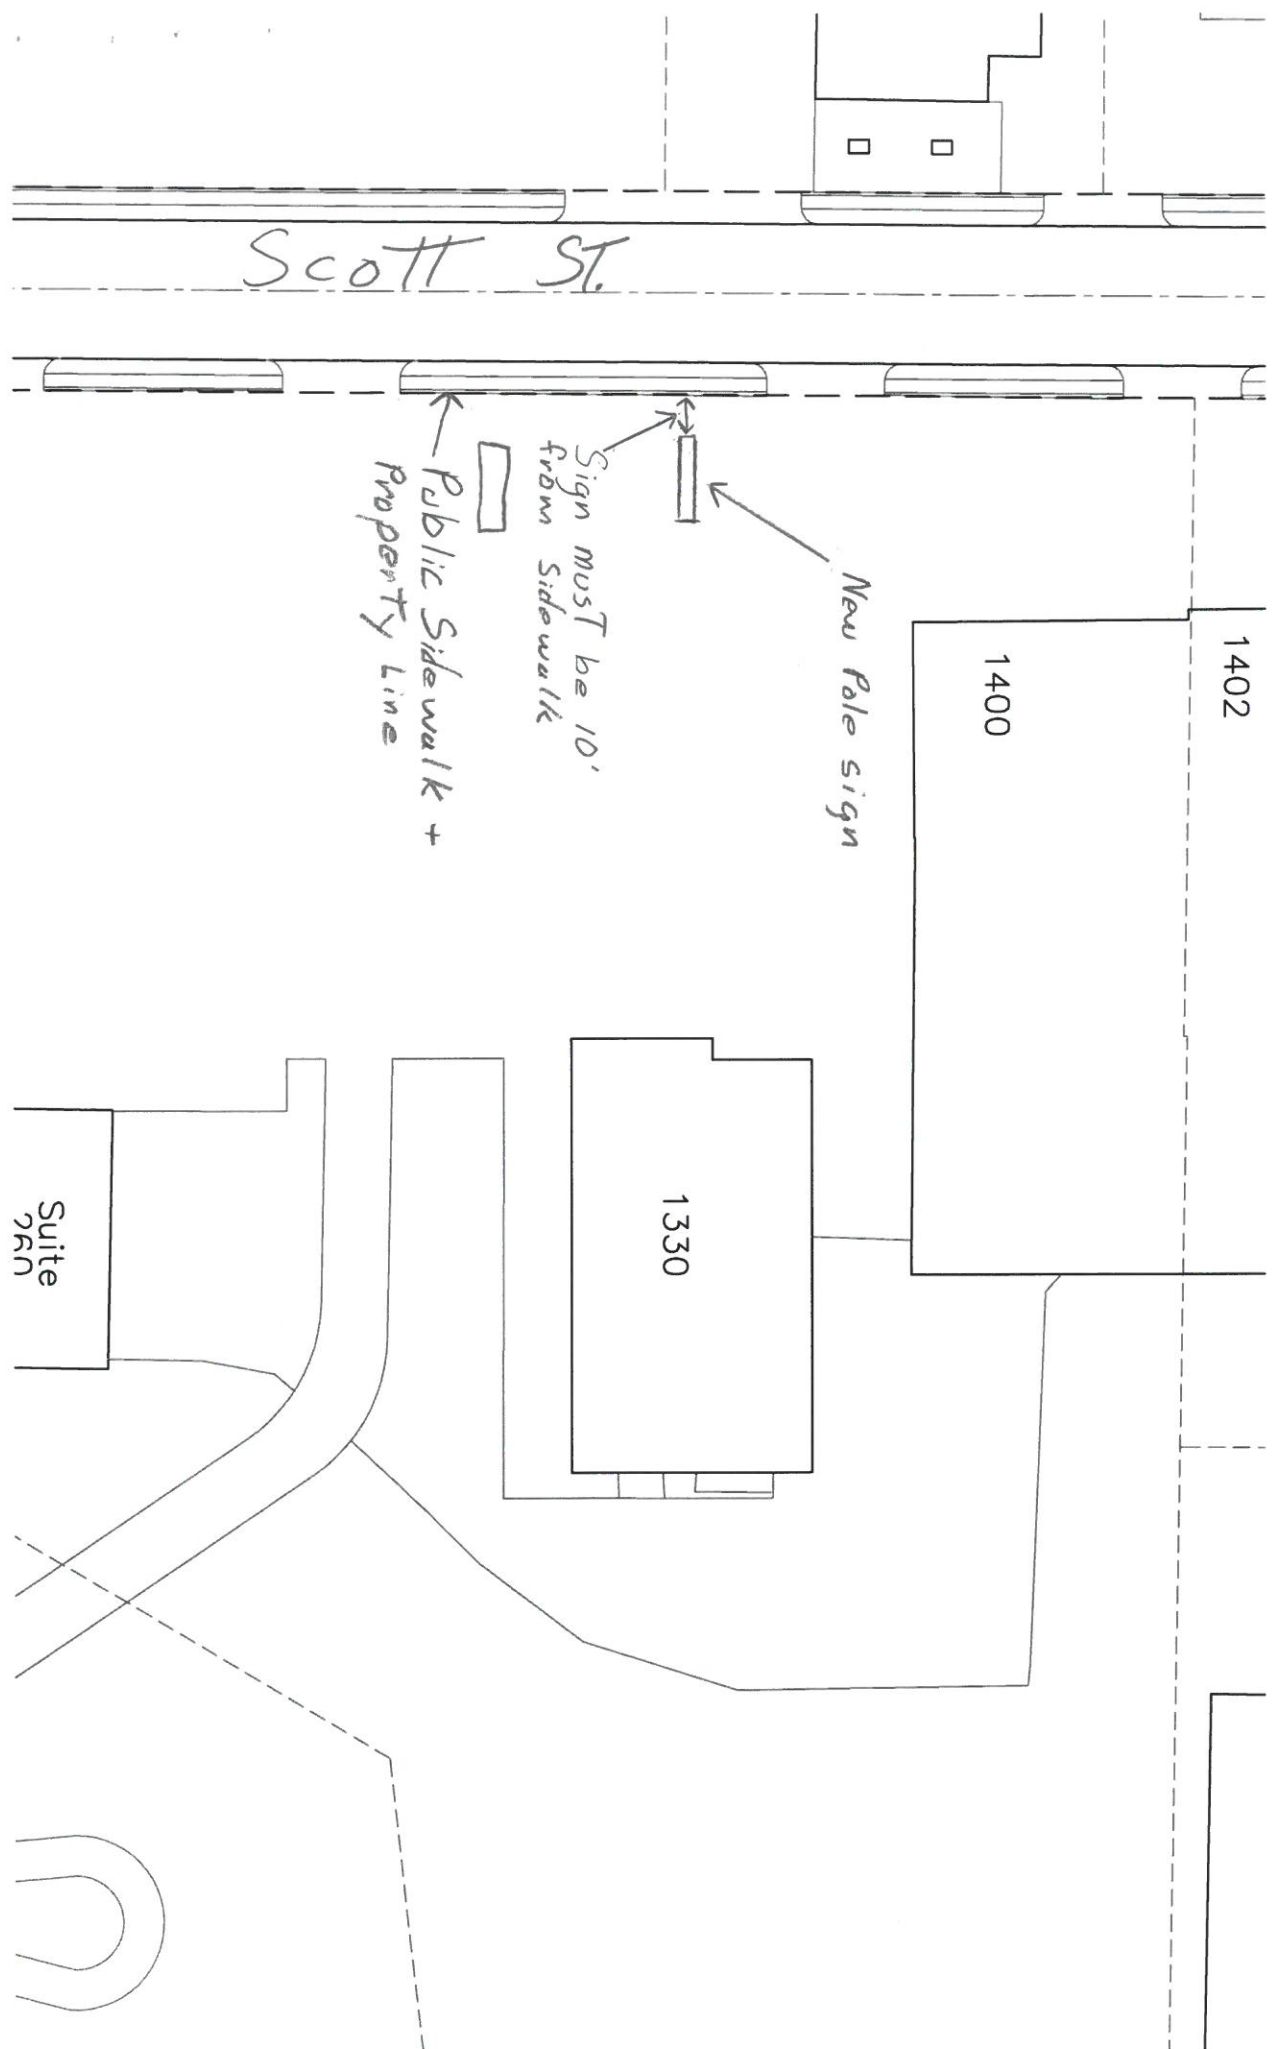 Scott St.
New Pole sign
Sign must be 10'
from Sidewalk
Public Sidewalk +
Property Line
1402
1400
1330
Suite
260